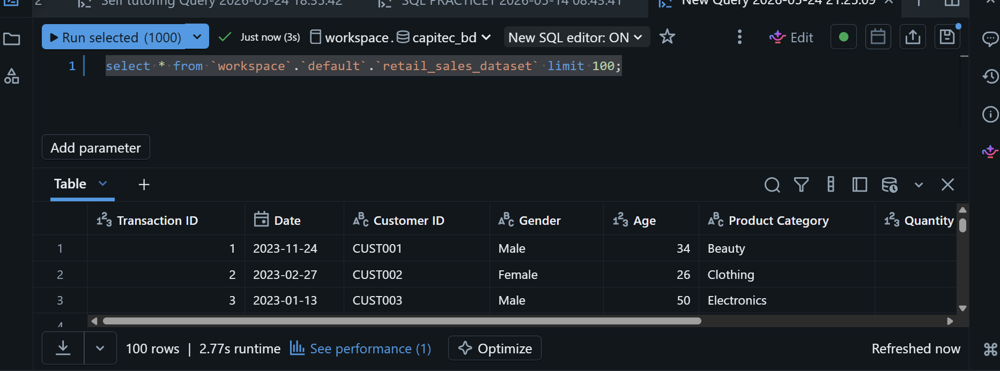 2 Self tutoring Query 2026-05-24 18:35:42 SQL PRACTICE1 2026-05-14 08:43:41 New Query 2026-05-24 21:25:09
Run selected (1000) Just now (3s) workspace. capitec_bd New SQL editor: ON Edit
1 select * from `workspace`.`default`.`retail_sales_dataset` limit 100;
Add parameter
Table
Transaction ID Date Customer ID Gender Age Product Category Quantity
1 1 2023-11-24 CUST001 Male 34 Beauty
2 2 2023-02-27 CUST002 Female 26 Clothing
3 3 2023-01-13 CUST003 Male 50 Electronics
4
100 rows | 2.77s runtime See performance (1) Optimize Refreshed now